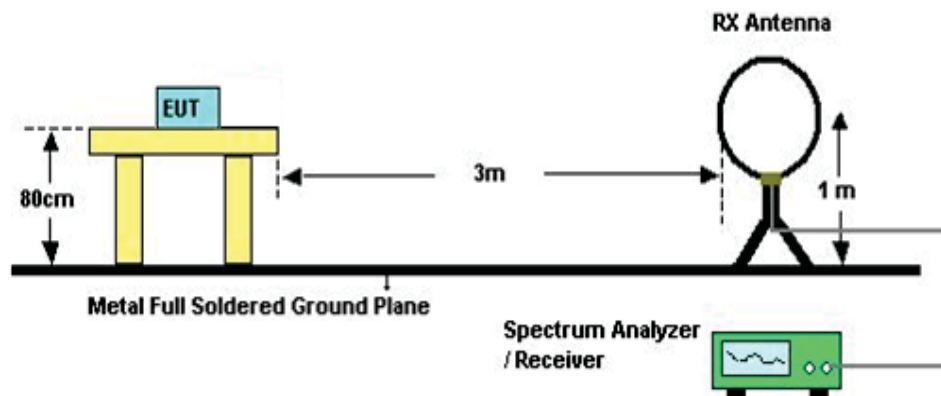 RX Antenna
EUT
80cm
3m
1 m
Metal Full Soldered Ground Plane
Spectrum Analyzer
/ Receiver